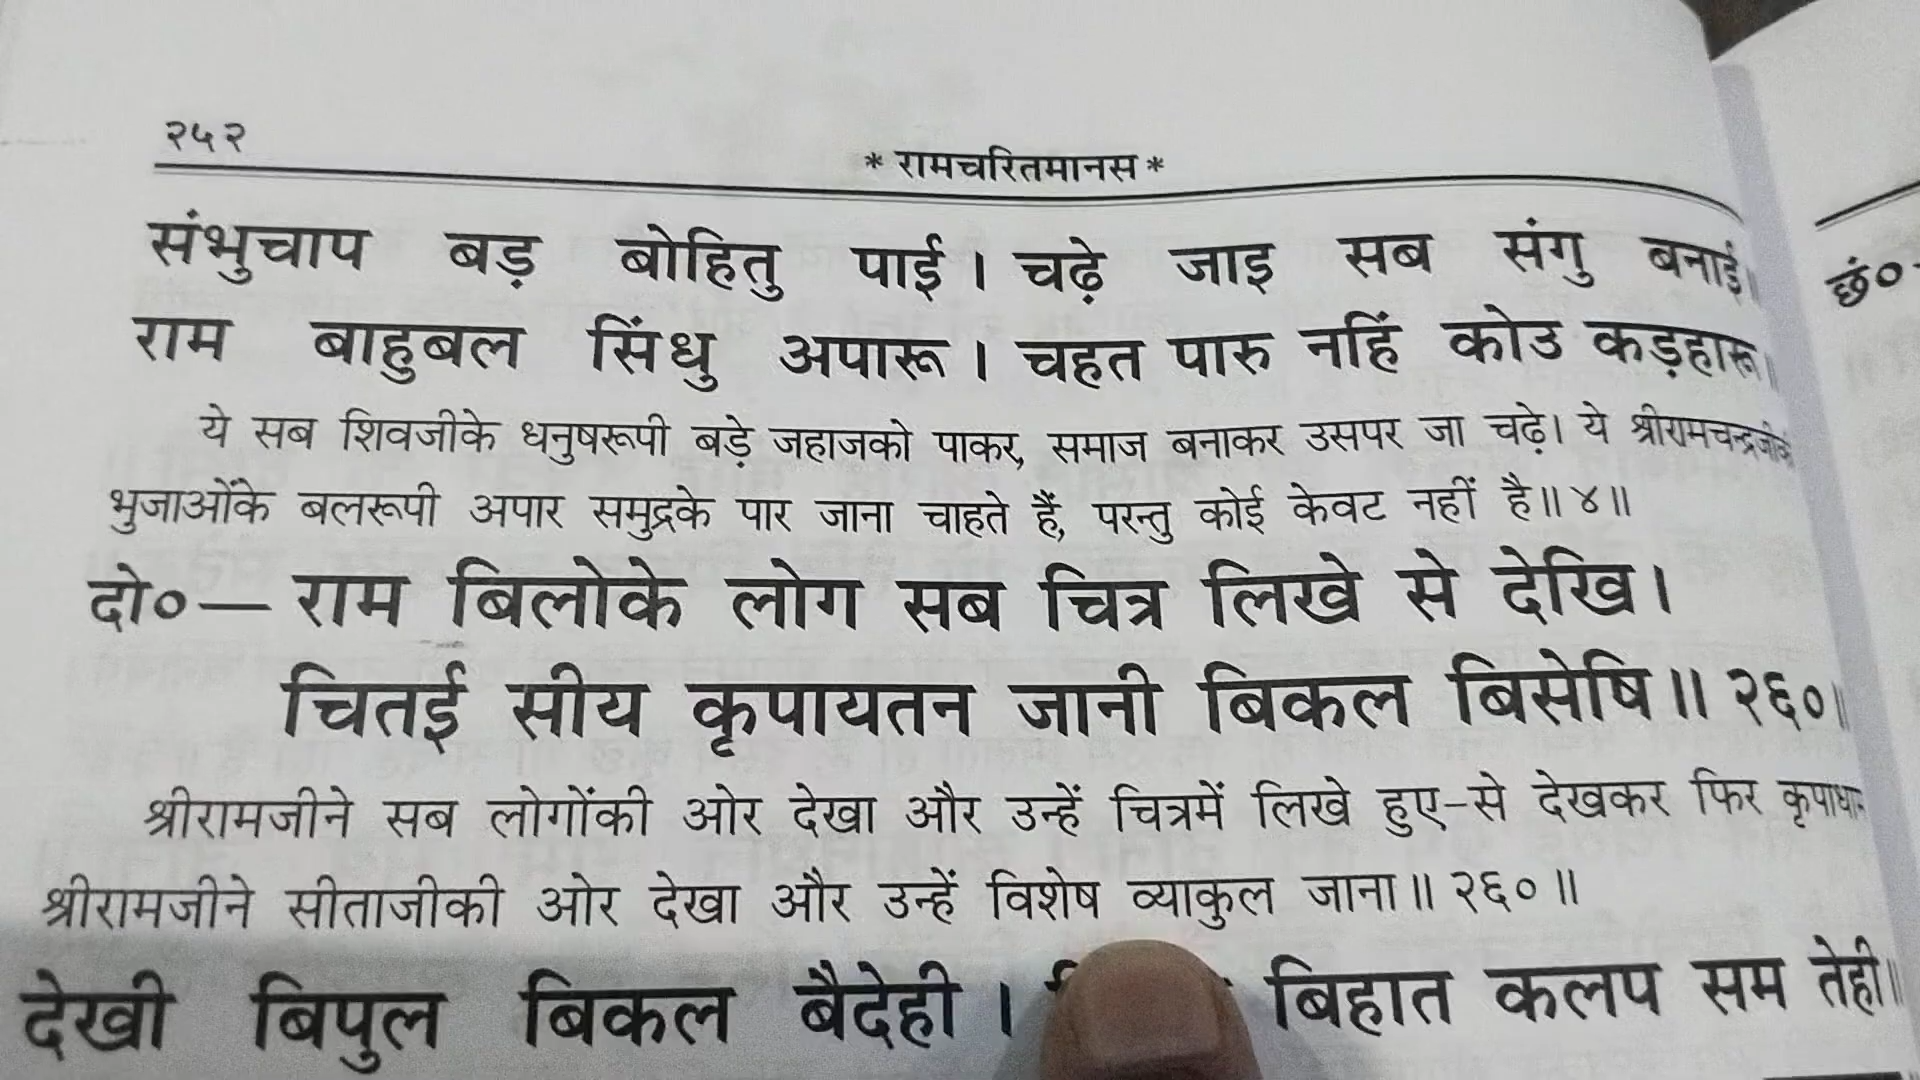 २५२
* रामचरितमानस *
संभुचाप बड़ बोहितु पाई । चढ़े जाइ सब संगु बनाई॥
राम बाहुबल सिंधु अपारू । चहत पारु नहिं कोउ कड़हारू॥
ये सब शिवजीके धनुषरूपी बड़े जहाजको पाकर, समाज बनाकर उसपर जा चढ़े। ये श्रीरामचन्द्रजीकी
भुजाओंके बलरूपी अपार समुद्रके पार जाना चाहते हैं, परन्तु कोई केवट नहीं है॥ ४॥
दो०— राम बिलोके लोग सब चित्र लिखे से देखि।
चितई सीय कृपायतन जानी बिकल बिसेषि॥ २६०॥
श्रीरामजीने सब लोगोंकी ओर देखा और उन्हें चित्रमें लिखे हुए-से देखकर फिर कृपाधाम
श्रीरामजीने सीताजीकी ओर देखा और उन्हें विशेष व्याकुल जाना॥ २६०॥
देखी बिपुल बिकल बैदेही । बिहात कलप सम तेही॥
छं०